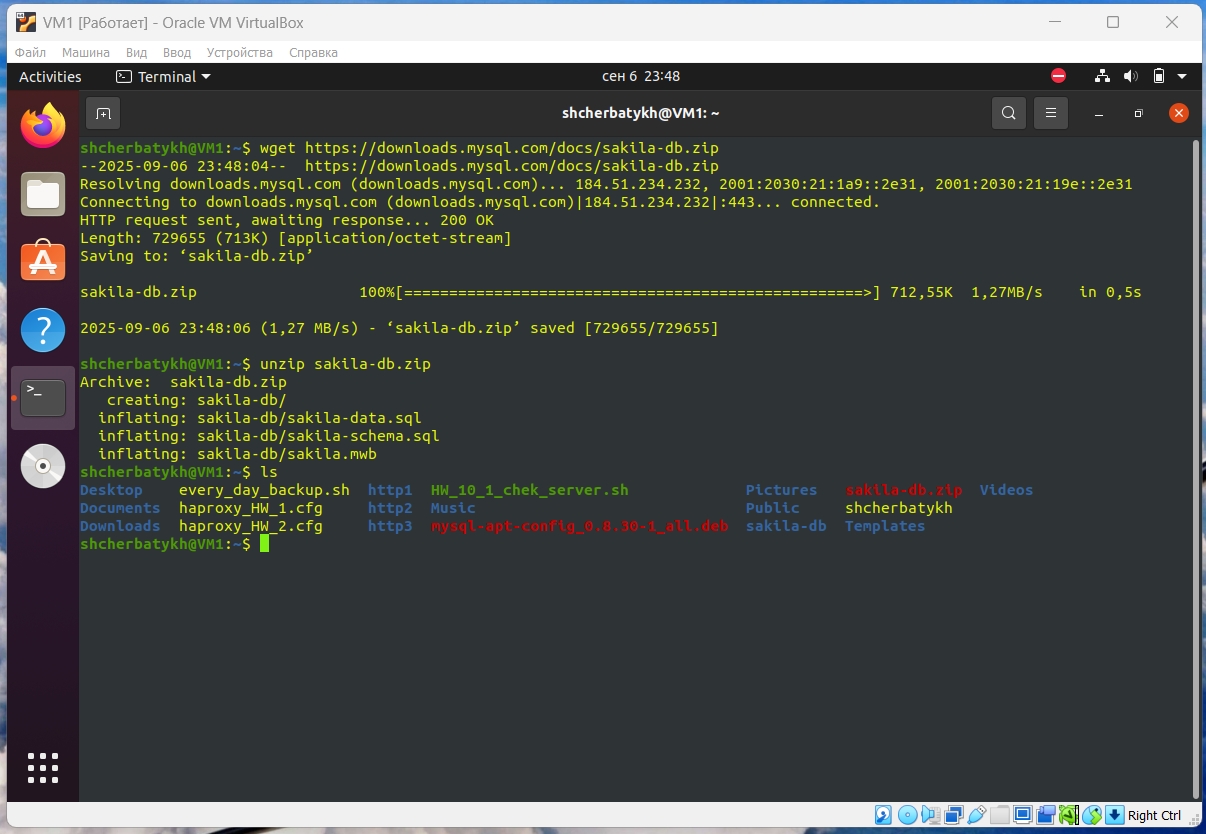 VM1 [Работает] - Oracle VM VirtualBox
Файл Машина Вид Ввод Устройства Справка
Activities Terminal сен 6 23:48
shcherbatykh@VM1: ~
shcherbatykh@VM1:~$ wget https://downloads.mysql.com/docs/sakila-db.zip
--2025-09-06 23:48:04-- https://downloads.mysql.com/docs/sakila-db.zip
Resolving downloads.mysql.com (downloads.mysql.com)... 184.51.234.232, 2001:2030:21:1a9::2e31, 2001:2030:21:19e::2e31
Connecting to downloads.mysql.com (downloads.mysql.com)|184.51.234.232|:443... connected.
HTTP request sent, awaiting response... 200 OK
Length: 729655 (713K) [application/octet-stream]
Saving to: ‘sakila-db.zip’
sakila-db.zip 100%[===================================================>] 712,55K 1,27MB/s in 0,5s
2025-09-06 23:48:06 (1,27 MB/s) - ‘sakila-db.zip’ saved [729655/729655]
shcherbatykh@VM1:~$ unzip sakila-db.zip
Archive: sakila-db.zip
creating: sakila-db/
inflating: sakila-db/sakila-data.sql
inflating: sakila-db/sakila-schema.sql
inflating: sakila-db/sakila.mwb
shcherbatykh@VM1:~$ ls
Desktop every_day_backup.sh http1 HW_10_1_chek_server.sh Pictures sakila-db.zip Videos
Documents haproxy_HW_1.cfg http2 Music Public shcherbatykh
Downloads haproxy_HW_2.cfg http3 mysql-apt-config_0.8.30-1_all.deb sakila-db Templates
shcherbatykh@VM1:~$
Right Ctrl